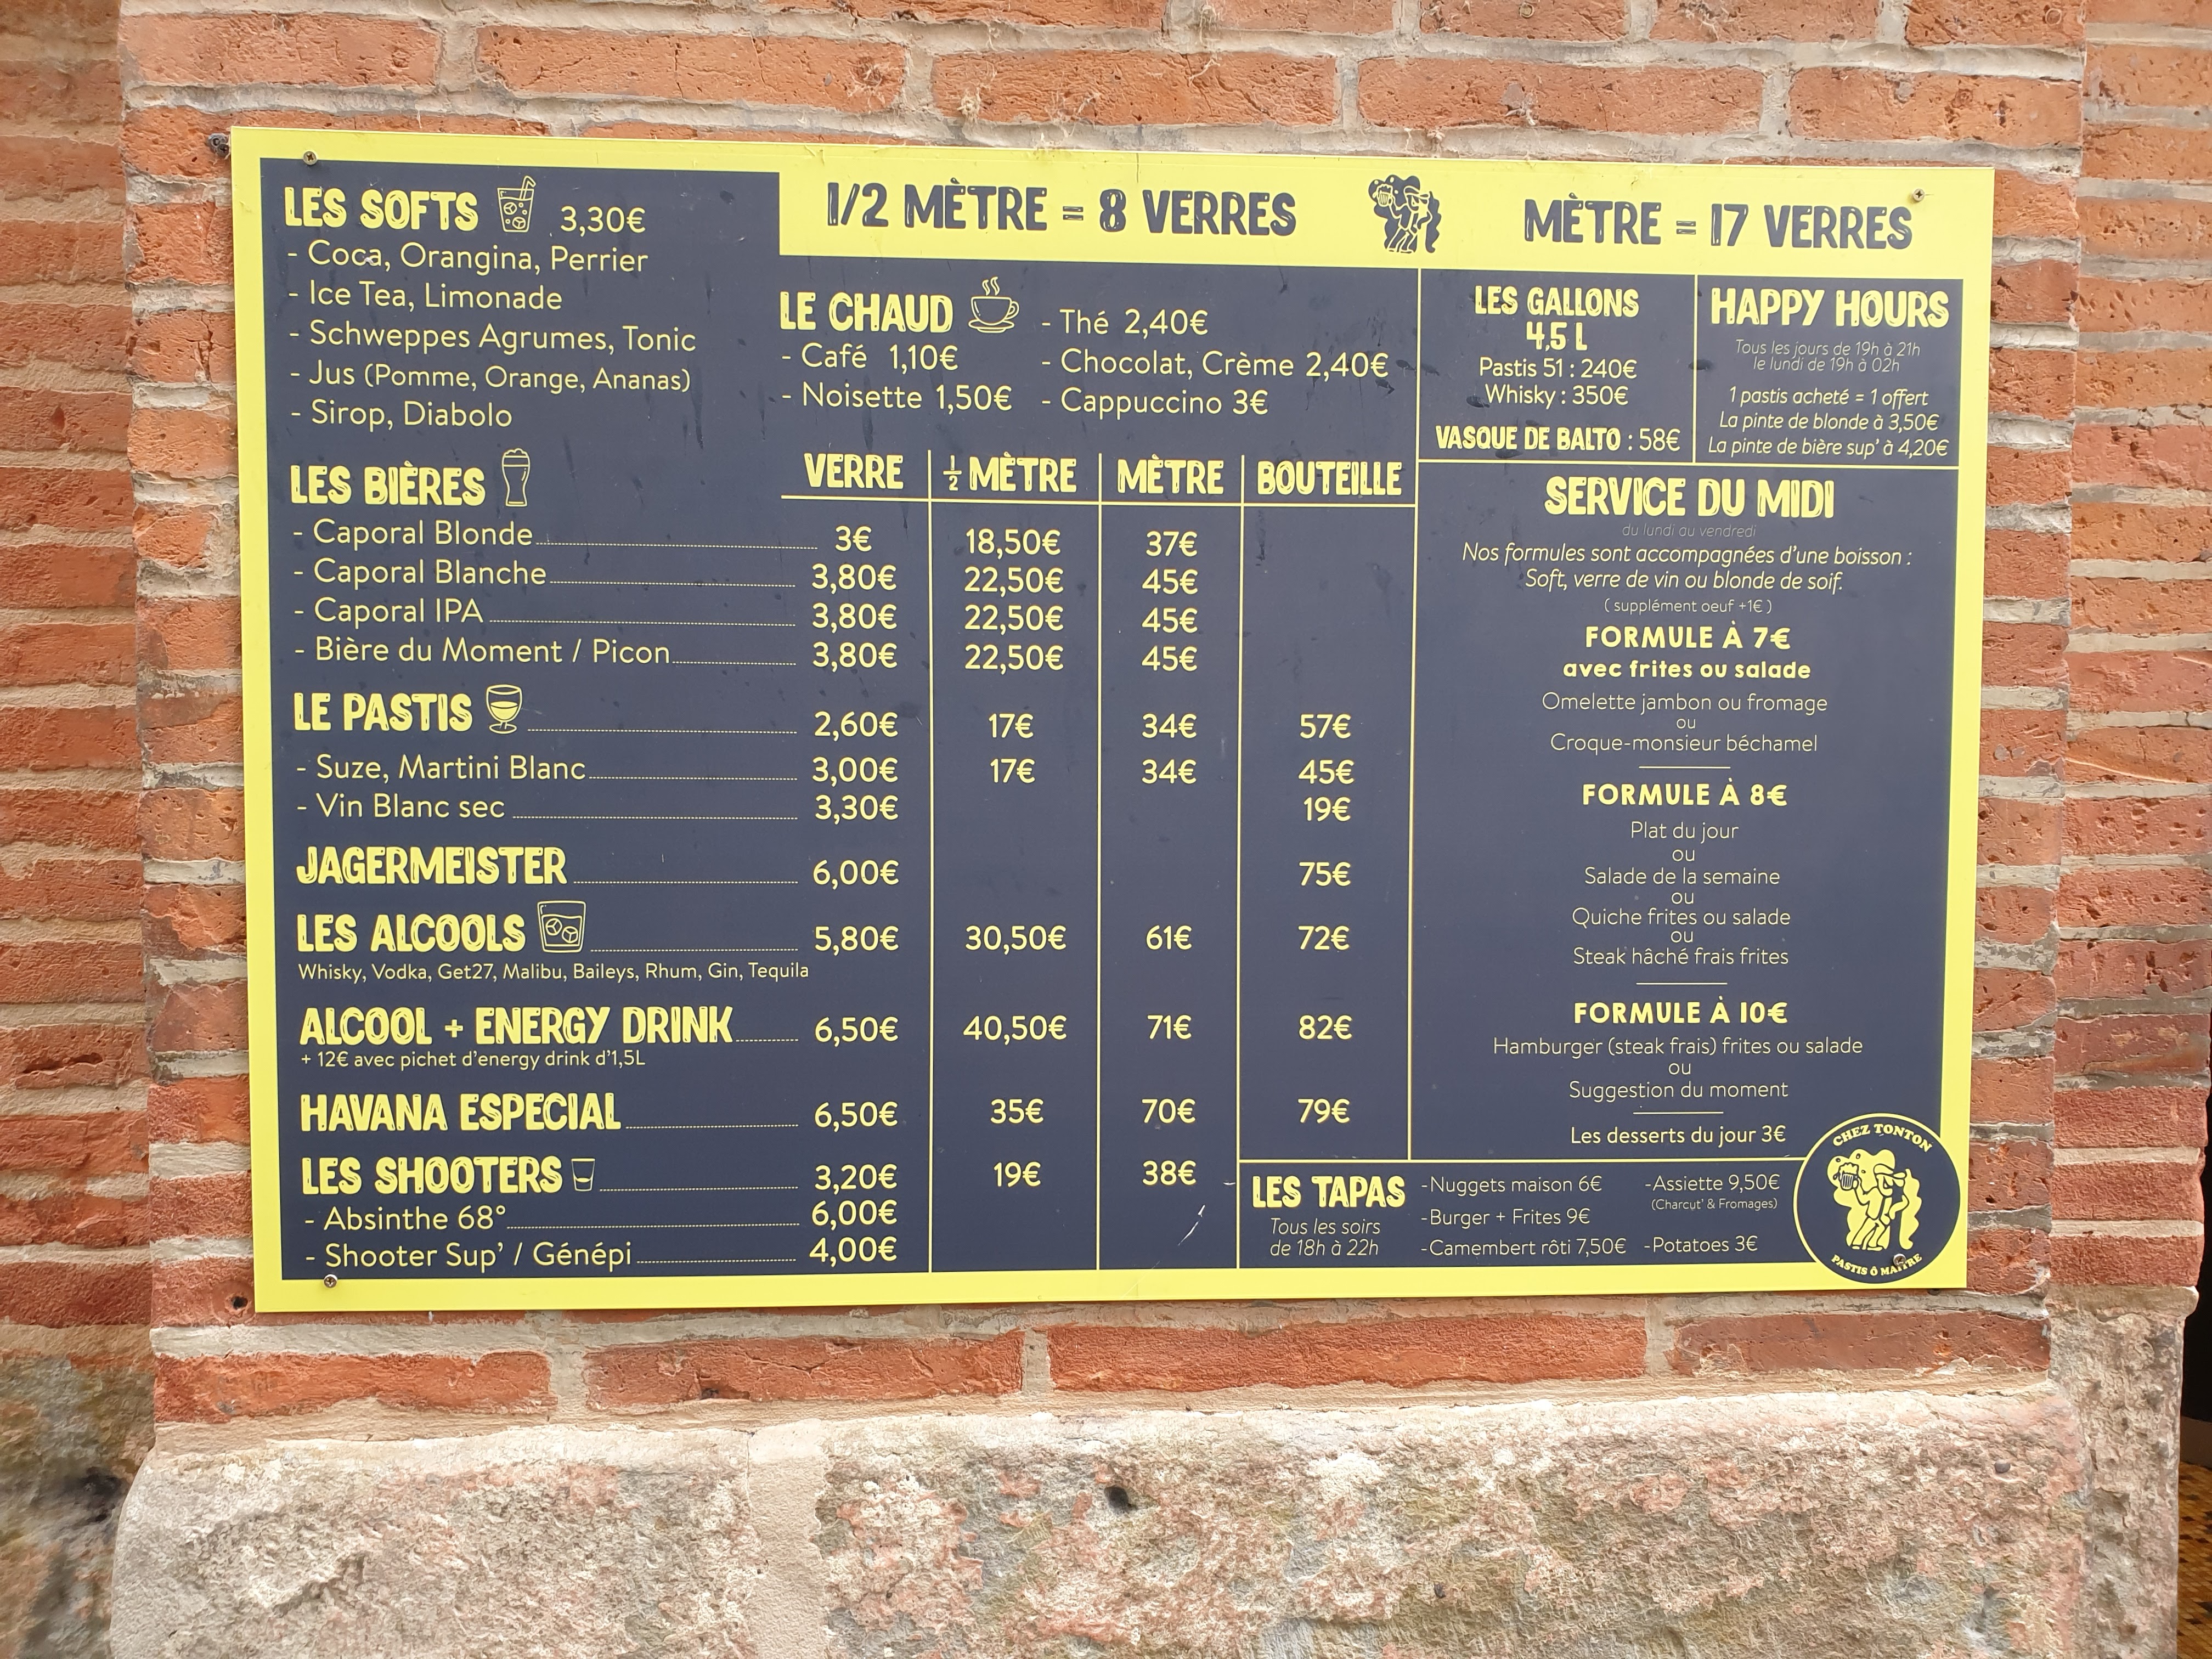 1/2 MÈTRE = 8 VERRES
MÈTRE = 17 VERRES
LES SOFTS 3,30€
- Coca, Orangina, Perrier
- Ice Tea, Limonade
- Schweppes Agrumes, Tonic
- Jus (Pomme, Orange, Ananas)
- Sirop, Diabolo
LE CHAUD
- Café 1,10€
- Noisette 1,50€
- Thé 2,40€
- Chocolat, Crème 2,40€
- Cappuccino 3€
LES GALLONS
4,5 L
Pastis 51 : 240€
Whisky : 350€
VASQUE DE BALTO : 58€
HAPPY HOURS
Tous les jours de 19h à 21h
le lundi de 19h à 02h
1 pastis acheté = 1 offert
La pinte de blonde à 3,50€
La pinte de bière sup' à 4,20€
VERRE ½ MÈTRE MÈTRE BOUTEILLE
LES BIÈRES
- Caporal Blonde 3€ 18,50€ 37€
- Caporal Blanche 3,80€ 22,50€ 45€
- Caporal IPA 3,80€ 22,50€ 45€
- Bière du Moment / Picon 3,80€ 22,50€ 45€
LE PASTIS 2,60€ 17€ 34€ 57€
- Suze, Martini Blanc 3,00€ 17€ 34€ 45€
- Vin Blanc sec 3,30€ 19€
JAGERMEISTER 6,00€ 75€
LES ALCOOLS 5,80€ 30,50€ 61€ 72€
Whisky, Vodka, Get27, Malibu, Baileys, Rhum, Gin, Tequila
ALCOOL + ENERGY DRINK 6,50€ 40,50€ 71€ 82€
+ 12€ avec pichet d'energy drink d'1,5L
HAVANA ESPECIAL 6,50€ 35€ 70€ 79€
LES SHOOTERS 3,20€ 19€ 38€
- Absinthe 68° 6,00€
- Shooter Sup' / Génépi 4,00€
SERVICE DU MIDI
du lundi au vendredi
Nos formules sont accompagnées d'une boisson :
Soft, verre de vin ou blonde de soif.
( supplément oeuf +1€ )
FORMULE À 7€
avec frites ou salade
Omelette jambon ou fromage
ou
Croque-monsieur béchamel
FORMULE À 8€
Plat du jour
ou
Salade de la semaine
ou
Quiche frites ou salade
ou
Steak hâché frais frites
FORMULE À 10€
Hamburger (steak frais) frites ou salade
ou
Suggestion du moment
Les desserts du jour 3€
LES TAPAS
Tous les soirs
de 18h à 22h
-Nuggets maison 6€
-Burger + Frites 9€
-Camembert rôti 7,50€
-Assiette 9,50€
(Charcut' & Fromages)
-Potatoes 3€
CHEZ TONTON
PASTIS Ô MAÎTRE